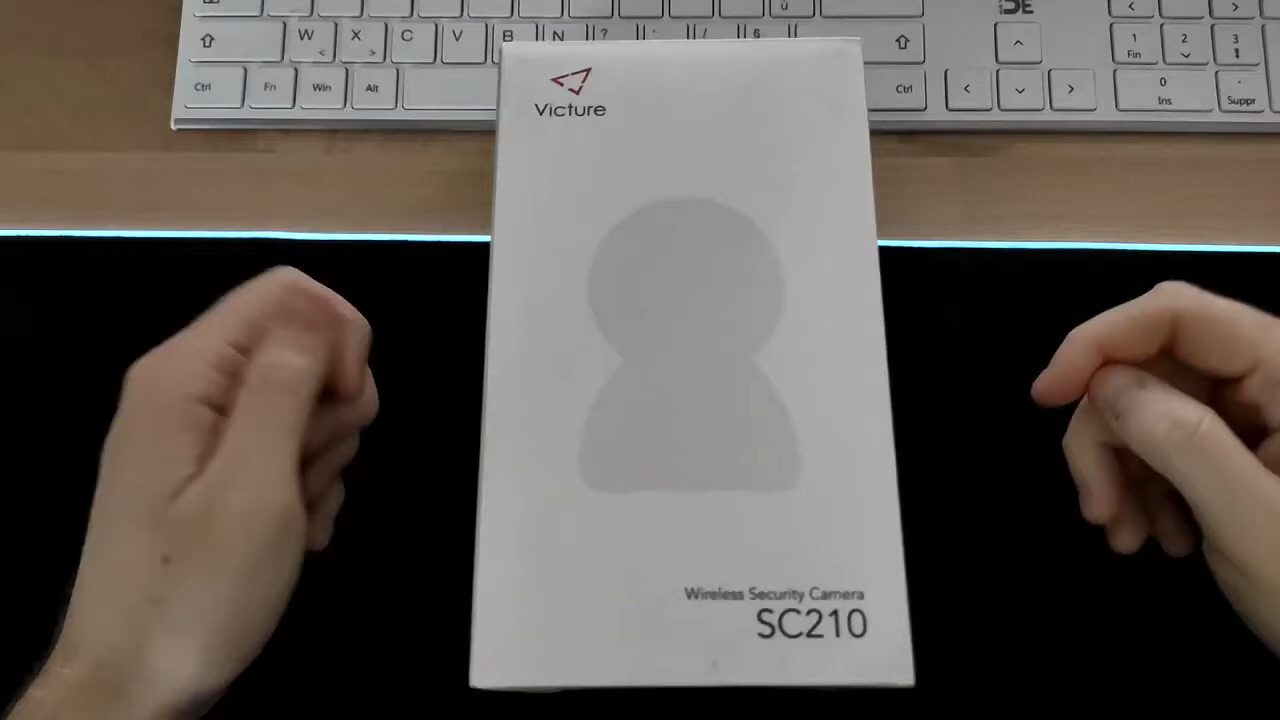 ù
W
X
C
V
B
N
?
.
/
§
Ctrl
Fn
Win
Alt
Ctrl
1
Fin
2
3
0
Ins
.
Suppr
Victure
Wireless Security Camera
SC210